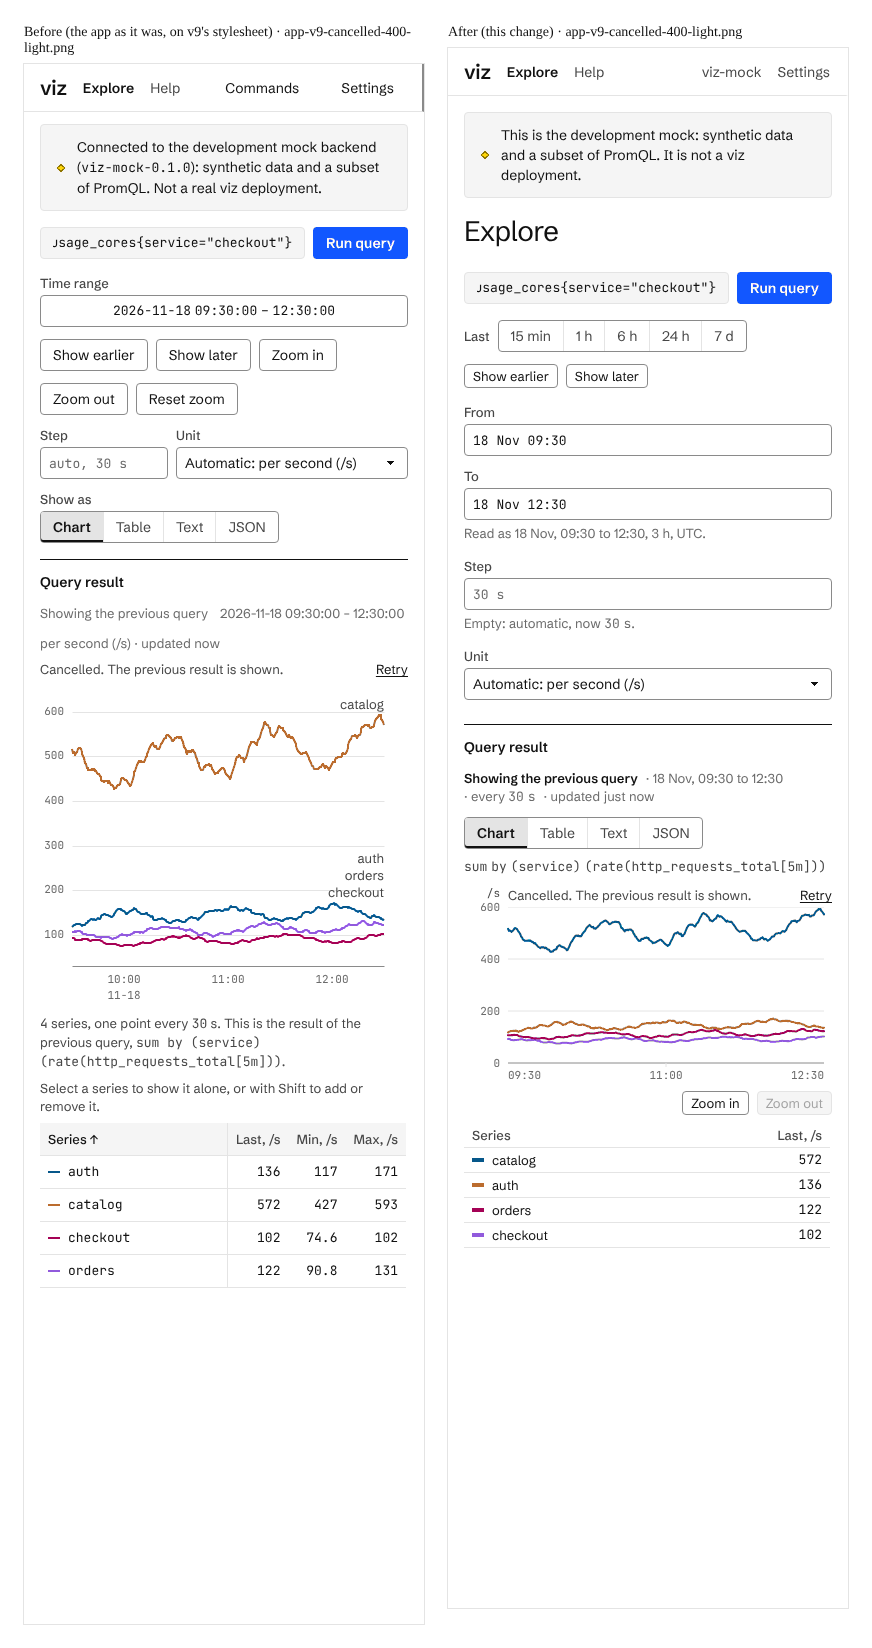 Before (the app as it was, on v9's stylesheet) · app-v9-cancelled-400-
light.png
viz Explore Help Commands Settings
Connected to the development mock backend
(viz-mock-0.1.0): synthetic data and a subset
of PromQL. Not a real viz deployment.
usage_cores{service="checkout"} Run query
Time range
2026-11-18 09:30:00 – 12:30:00
Show earlier Show later Zoom in
Zoom out Reset zoom
Step Unit
auto, 30 s Automatic: per second (/s)
Show as
Chart Table Text JSON
Query result
Showing the previous query 2026-11-18 09:30:00 – 12:30:00
per second (/s) · updated now
Cancelled. The previous result is shown. Retry
catalog
600
500
400
300
auth
orders
200
checkout
100
10:00 11:00 12:00
11-18
4 series, one point every 30 s. This is the result of the
previous query, sum by (service)
(rate(http_requests_total[5m])).
Select a series to show it alone, or with Shift to add or
remove it.
Series ↑ Last, /s Min, /s Max, /s
auth 136 117 171
catalog 572 427 593
checkout 102 74.6 102
orders 122 90.8 131
After (this change) · app-v9-cancelled-400-light.png
viz Explore Help viz-mock Settings
This is the development mock: synthetic data
and a subset of PromQL. It is not a viz
deployment.
Explore
usage_cores{service="checkout"} Run query
Last 15 min 1 h 6 h 24 h 7 d
Show earlier Show later
From
18 Nov 09:30
To
18 Nov 12:30
Read as 18 Nov, 09:30 to 12:30, 3 h, UTC.
Step
30 s
Empty: automatic, now 30 s.
Unit
Automatic: per second (/s)
Query result
Showing the previous query · 18 Nov, 09:30 to 12:30
· every 30 s · updated just now
Chart Table Text JSON
sum by (service) (rate(http_requests_total[5m]))
/s Cancelled. The previous result is shown. Retry
600
400
200
0
09:30 11:00 12:30
Zoom in Zoom out
Series Last, /s
catalog 572
auth 136
orders 122
checkout 102